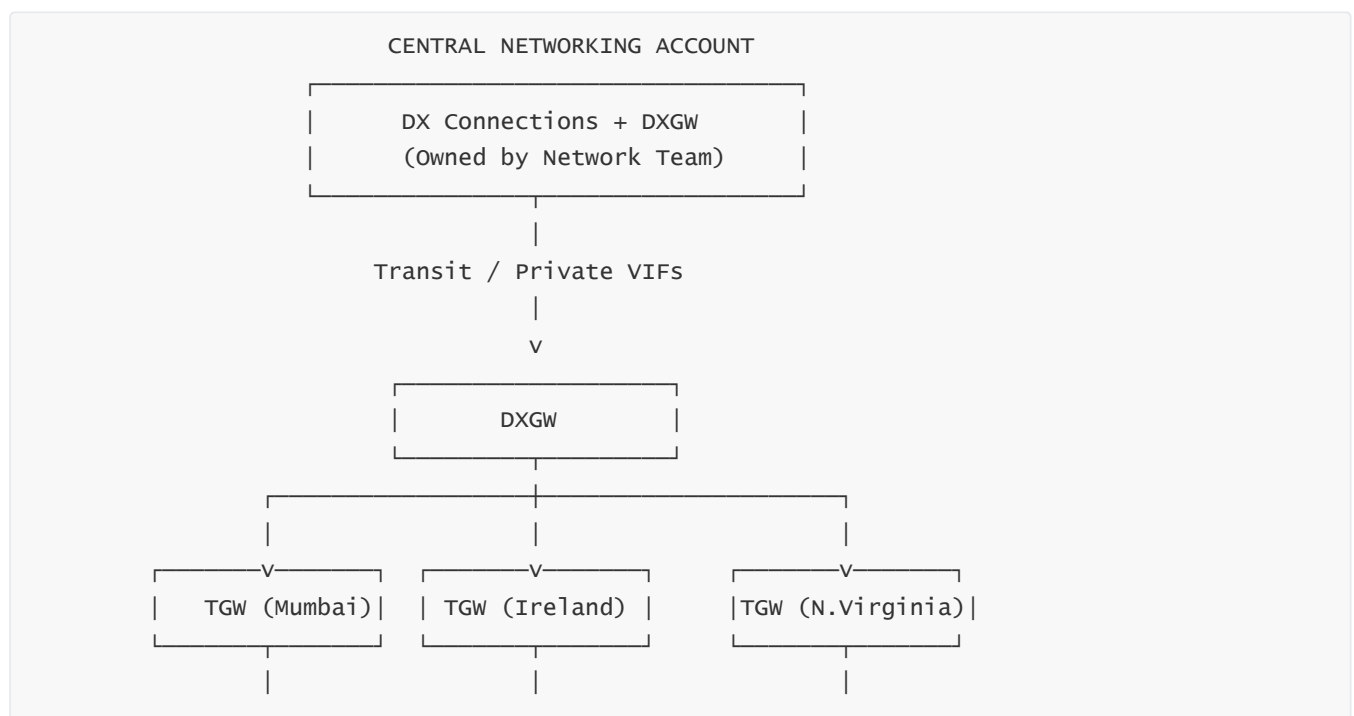 CENTRAL NETWORKING ACCOUNT
DX Connections + DXGW
(Owned by Network Team)
Transit / Private VIFs
v
DXGW
v v v
TGW (Mumbai) TGW (Ireland) TGW (N.Virginia)